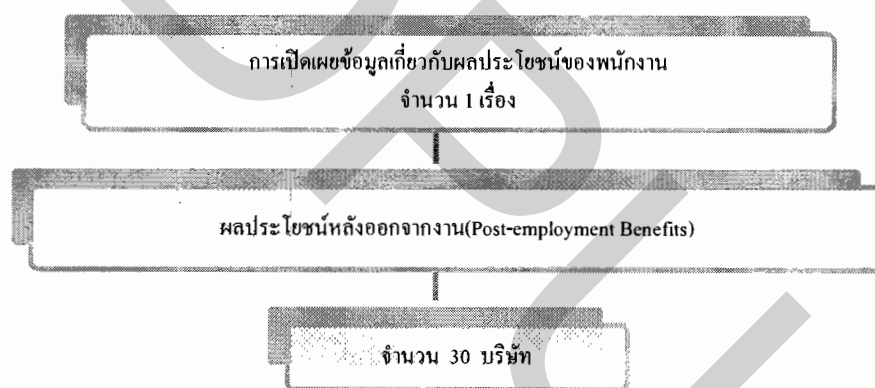 การเปิดเผยข้อมูลเกี่ยวกับผลประโยชน์ของพนักงาน
จำนวน 1 เรื่อง
ผลประโยชน์หลังออกจากงาน(Post-employment Benefits)
จำนวน 30 บริษัท